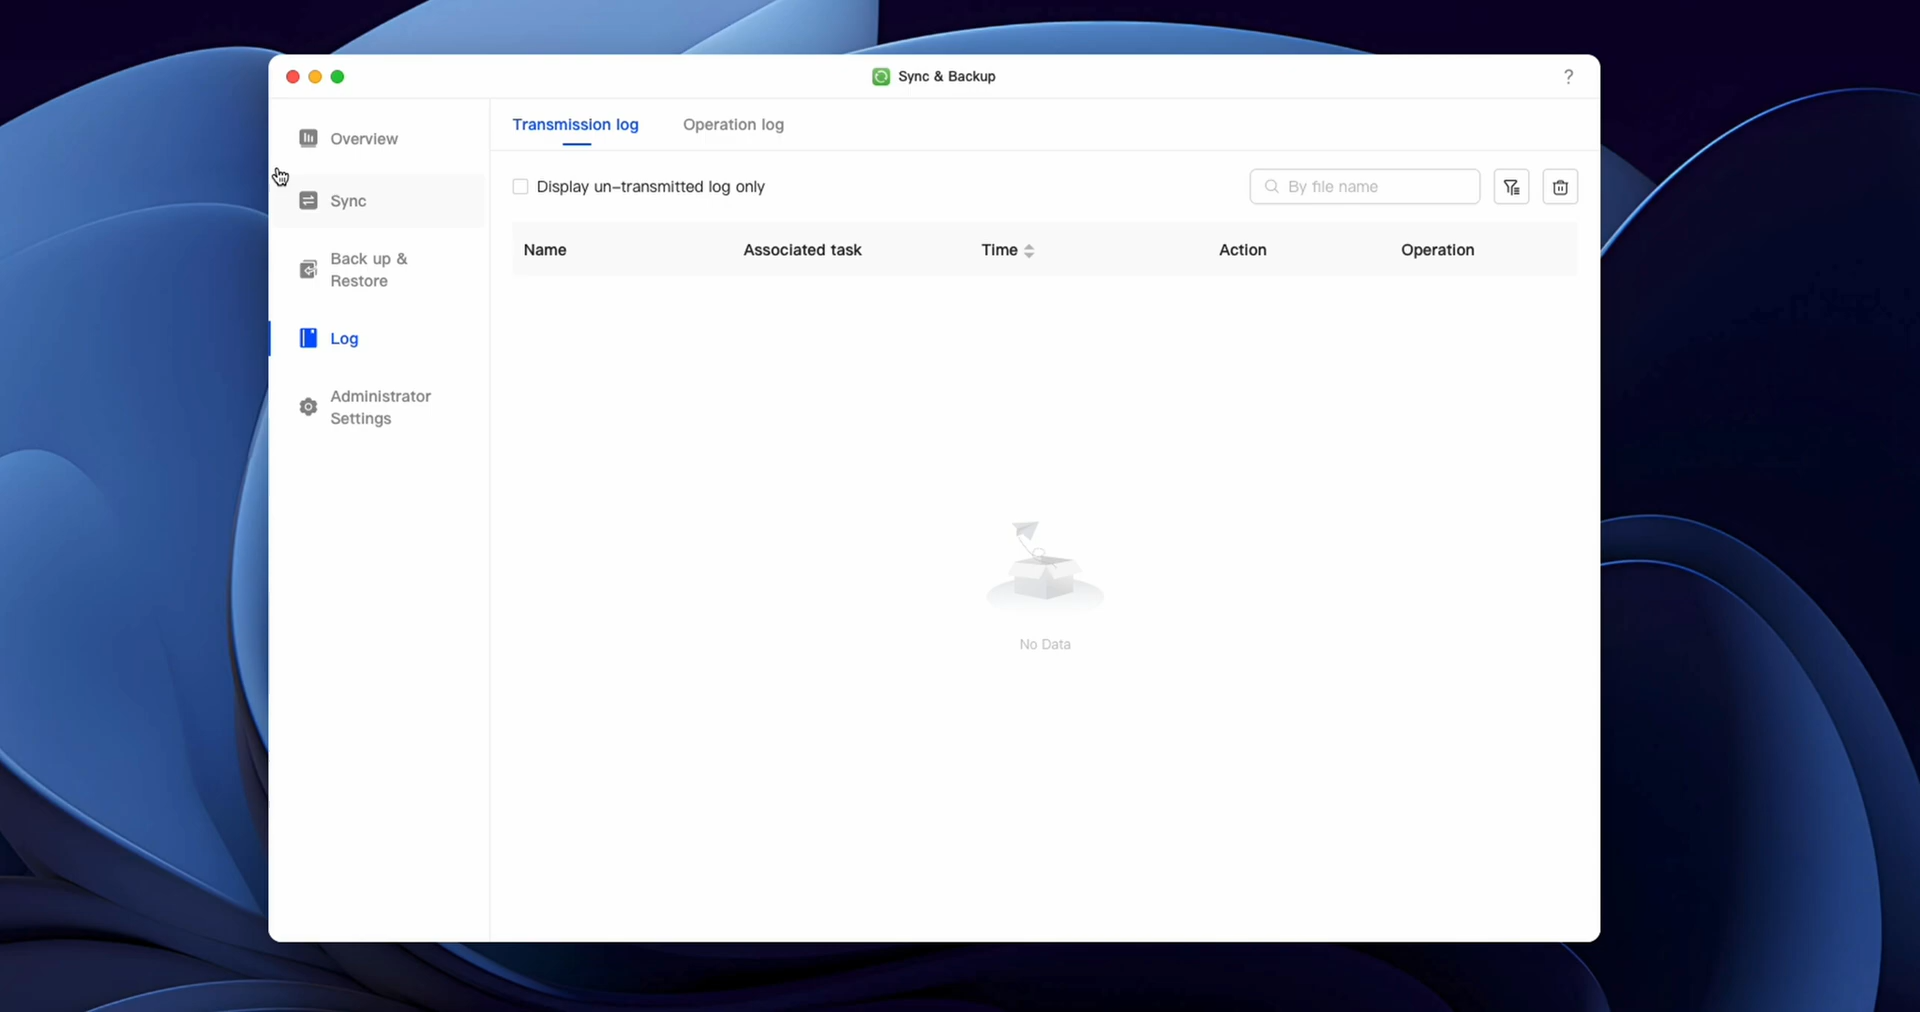 Sync & Backup
?
Overview
Sync
Back up &
Restore
Log
Administrator
Settings
Transmission log
Operation log
Display un-transmitted log only
By file name
Name
Associated task
Time
Action
Operation
No Data